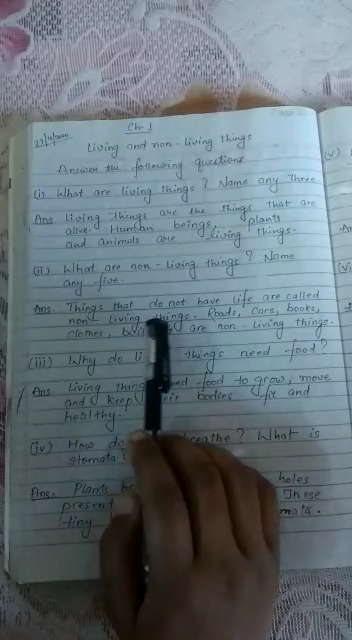 Ch-1
Living and non-living things
Answer the following questions
(i) What are living things? Name any three.
Ans Living things are the things that are
alive. Human beings, plants
and animals are living things.
(ii) What are non-living things? Name
any five.
Ans. Things that do not have life are called
non living things. Roads, Cars, books,
clothes, are non-living things.
(iii) Why do things need food?
Ans. Living food to grow, move
and keep bodies fit and
healthy.
(iv) How do breathe? What is
stomata
Ans. Plants holes
present These
tiny
(v)